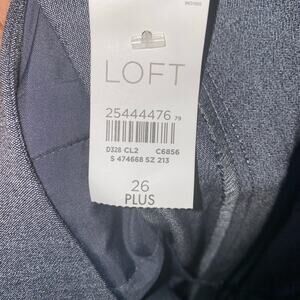 LOFT
25444476 79
D328 CL2 C6856
S 474668 SZ 213
26
PLUS